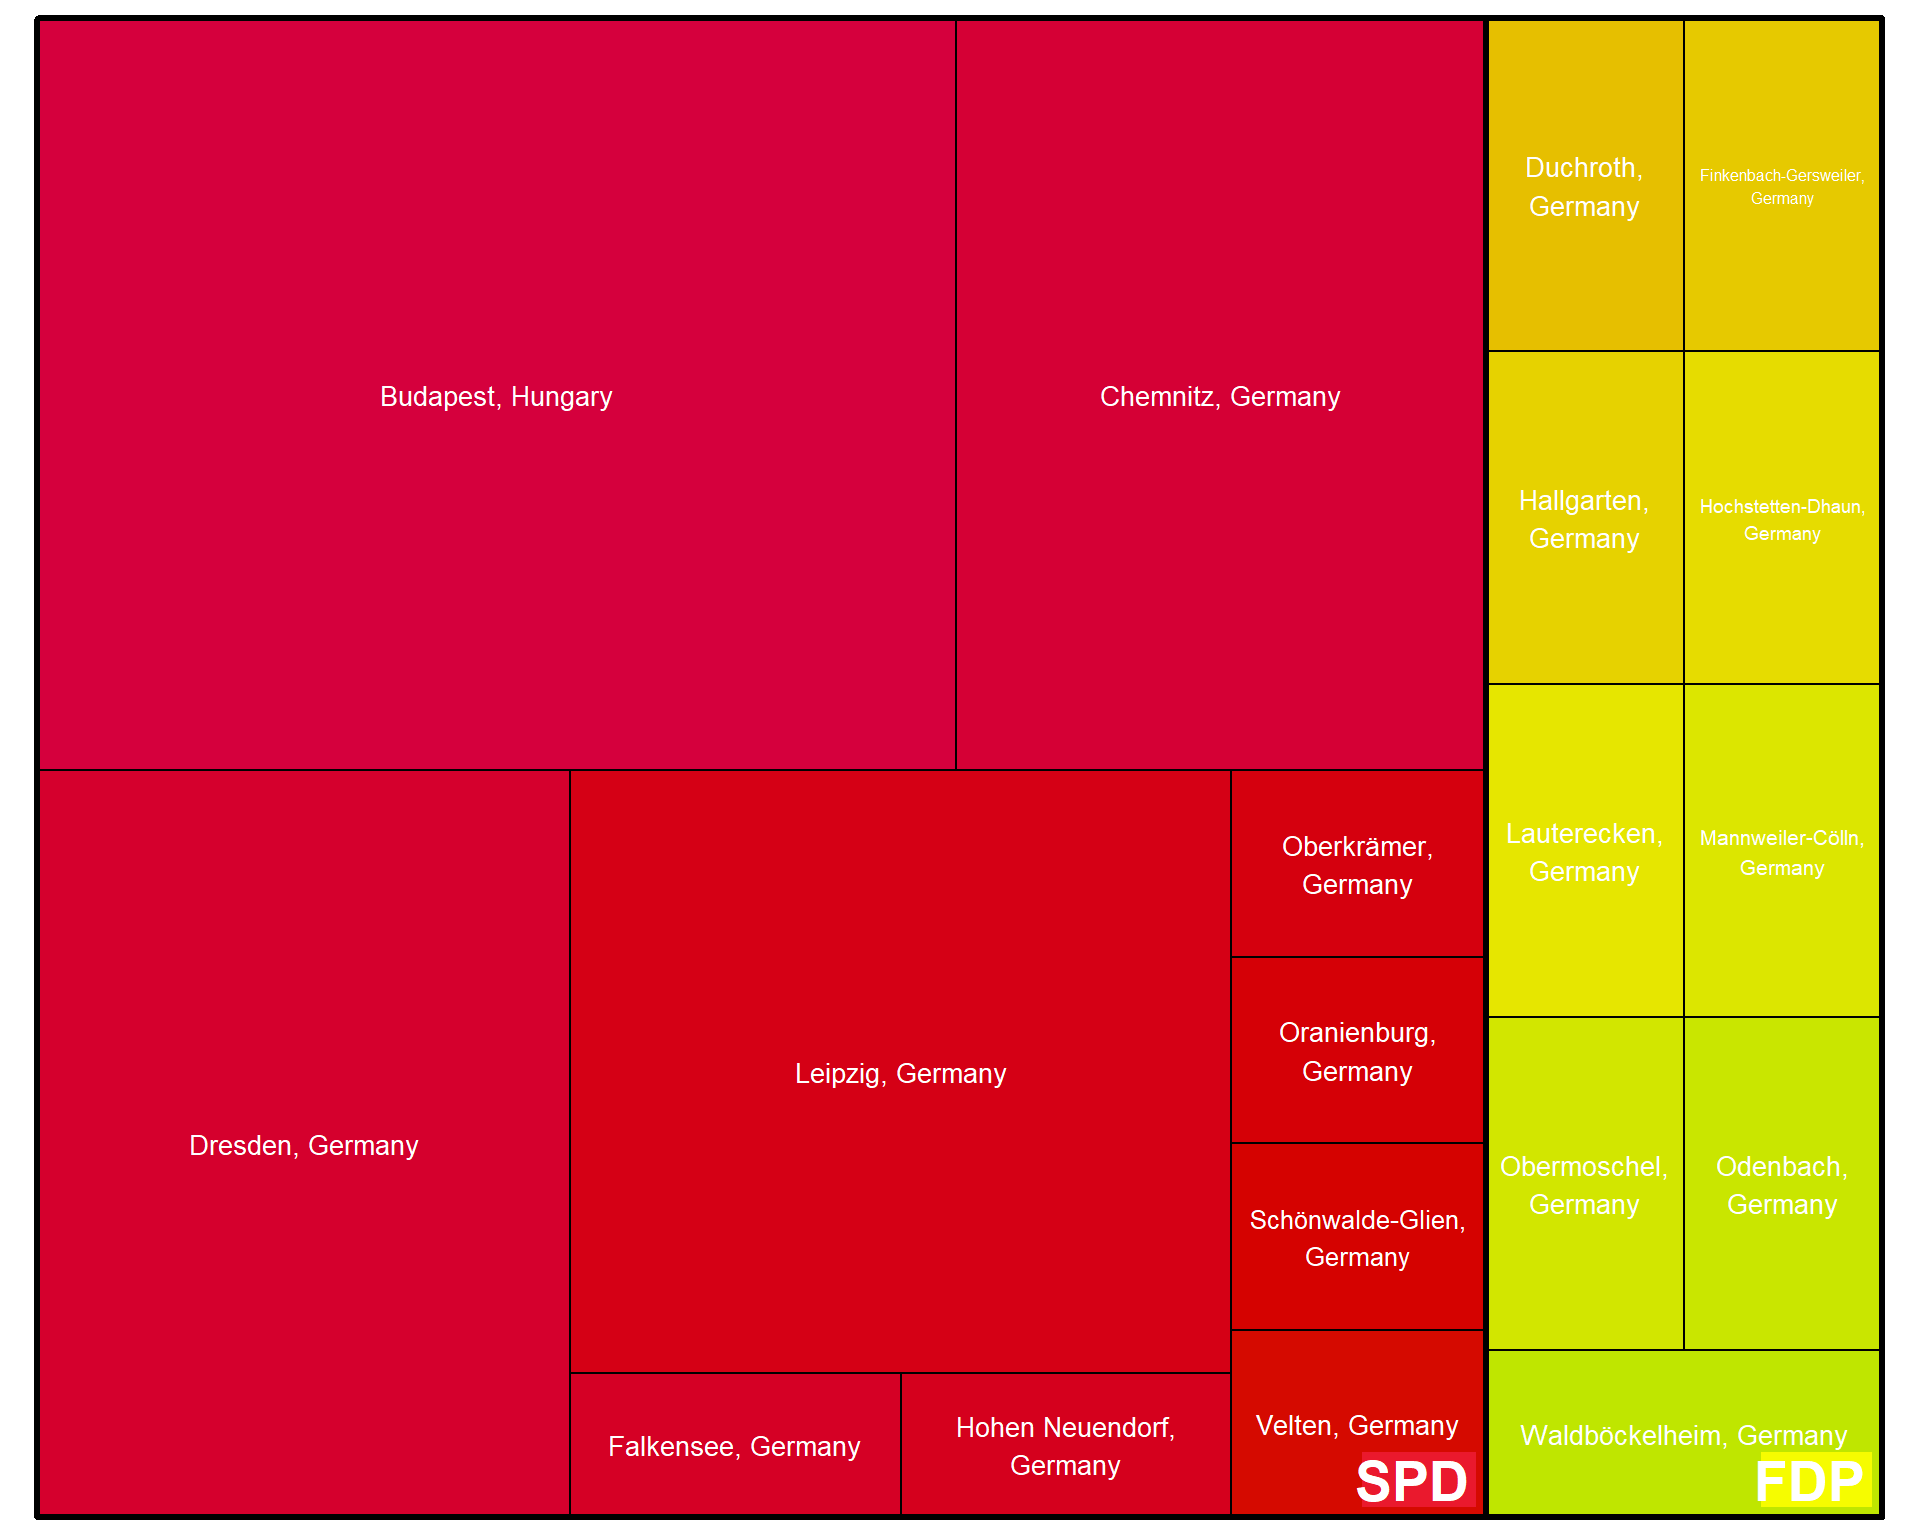 Budapest, Hungary
Chemnitz, Germany
Dresden, Germany
Leipzig, Germany
Falkensee, Germany
Hohen Neuendorf,
Germany
Oberkrämer,
Germany
Oranienburg,
Germany
Schönwalde-Glien,
Germany
Velten, Germany
SPD
Duchroth,
Germany
Finkenbach-Gersweiler,
Germany
Hallgarten,
Germany
Hochstetten-Dhaun,
Germany
Lauterecken,
Germany
Mannweiler-Cölln,
Germany
Obermoschel,
Germany
Odenbach,
Germany
Waldböckelheim, Germany
FDP